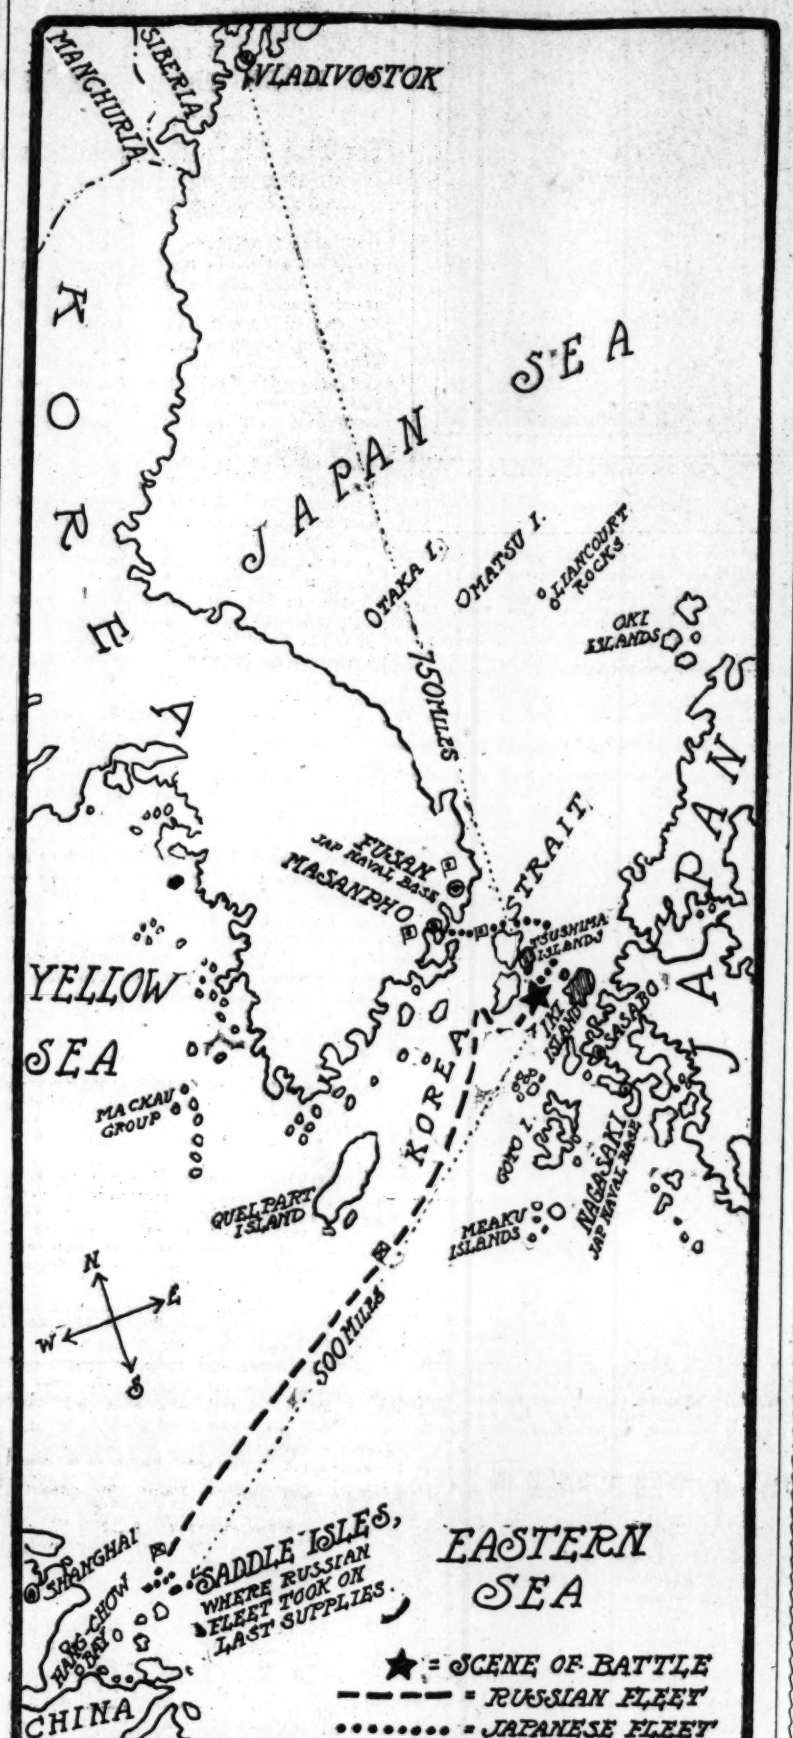 MANCHURIA
SIBERIA
VLADIVOSTOK
KOREA
JAPAN SEA
OTAKA I.
MATSU I.
LIANCOURT
ROCKS
OKI
ISLANDS
750 MILES
JAPAN
FUSAN
JAP NAVAL BASE
MASANPHO
KOREA STRAIT
TSUSHIMA
ISLANDS
IKI
ISLAND
SASABO
YELLOW
SEA
MACKAU
GROUP
QUELPART
ISLAND
GOTO I.
NAGASAKI
JAP NAVAL BASE
MEAKU
ISLANDS
N
E
W
S
500 MILES
SHANGHAI
HANG-CHOW
BAY
SADDLE ISLES,
WHERE RUSSIAN
FLEET TOOK ON
LAST SUPPLIES.
EASTERN
SEA
CHINA
= SCENE OF BATTLE
= RUSSIAN FLEET
= JAPANESE FLEET